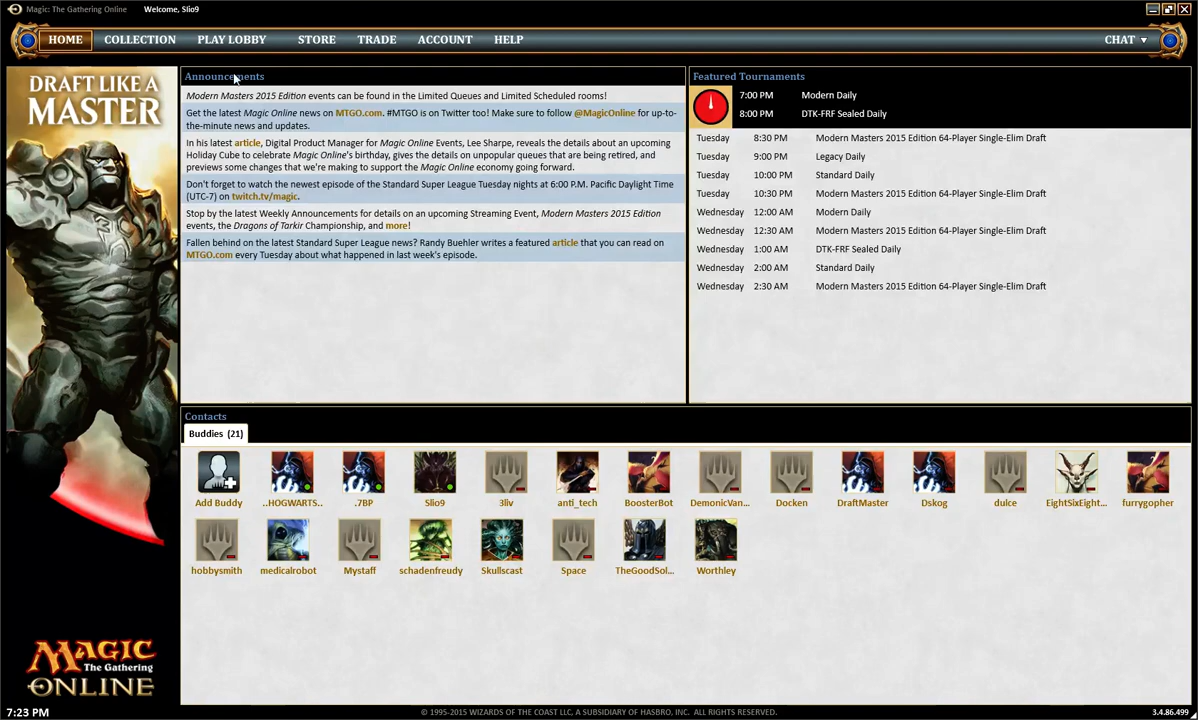 Magic: The Gathering Online Welcome, Slio9
HOME COLLECTION PLAY LOBBY STORE TRADE ACCOUNT HELP CHAT
DRAFT LIKE A
MASTER
Announcements
Modern Masters 2015 Edition events can be found in the Limited Queues and Limited Scheduled rooms!
Get the latest Magic Online news on MTGO.com. #MTGO is on Twitter too! Make sure to follow @MagicOnline for up-to-
the-minute news and updates.
In his latest article, Digital Product Manager for Magic Online Events, Lee Sharpe, reveals the details about an upcoming
Holiday Cube to celebrate Magic Online's birthday, gives the details on unpopular queues that are being retired, and
previews some changes that we're making to support the Magic Online economy going forward.
Don't forget to watch the newest episode of the Standard Super League Tuesday nights at 6:00 P.M. Pacific Daylight Time
(UTC-7) on twitch.tv/magic.
Stop by the latest Weekly Announcements for details on an upcoming Streaming Event, Modern Masters 2015 Edition
events, the Dragons of Tarkir Championship, and more!
Fallen behind on the latest Standard Super League news? Randy Buehler writes a featured article that you can read on
MTGO.com every Tuesday about what happened in last week's episode.
Featured Tournaments
7:00 PM Modern Daily
8:00 PM DTK-FRF Sealed Daily
Tuesday 8:30 PM Modern Masters 2015 Edition 64-Player Single-Elim Draft
Tuesday 9:00 PM Legacy Daily
Tuesday 10:00 PM Standard Daily
Tuesday 10:30 PM Modern Masters 2015 Edition 64-Player Single-Elim Draft
Wednesday 12:00 AM Modern Daily
Wednesday 12:30 AM Modern Masters 2015 Edition 64-Player Single-Elim Draft
Wednesday 1:00 AM DTK-FRF Sealed Daily
Wednesday 2:00 AM Standard Daily
Wednesday 2:30 AM Modern Masters 2015 Edition 64-Player Single-Elim Draft
Contacts
Buddies (21)
Add Buddy ..HOGWARTS.. .7BP Slio9 3liv anti_tech BoosterBot DemonicVan... Docken DraftMaster Dskog dulce EightSixEight... furrygopher
hobbysmith medicalrobot Mystaff schadenfreudy Skullscast Space TheGoodSol... Worthley
MAGIC
The Gathering
ONLINE
7:23 PM © 1995-2015 WIZARDS OF THE COAST LLC, A SUBSIDIARY OF HASBRO, INC. ALL RIGHTS RESERVED. 3.4.86.499